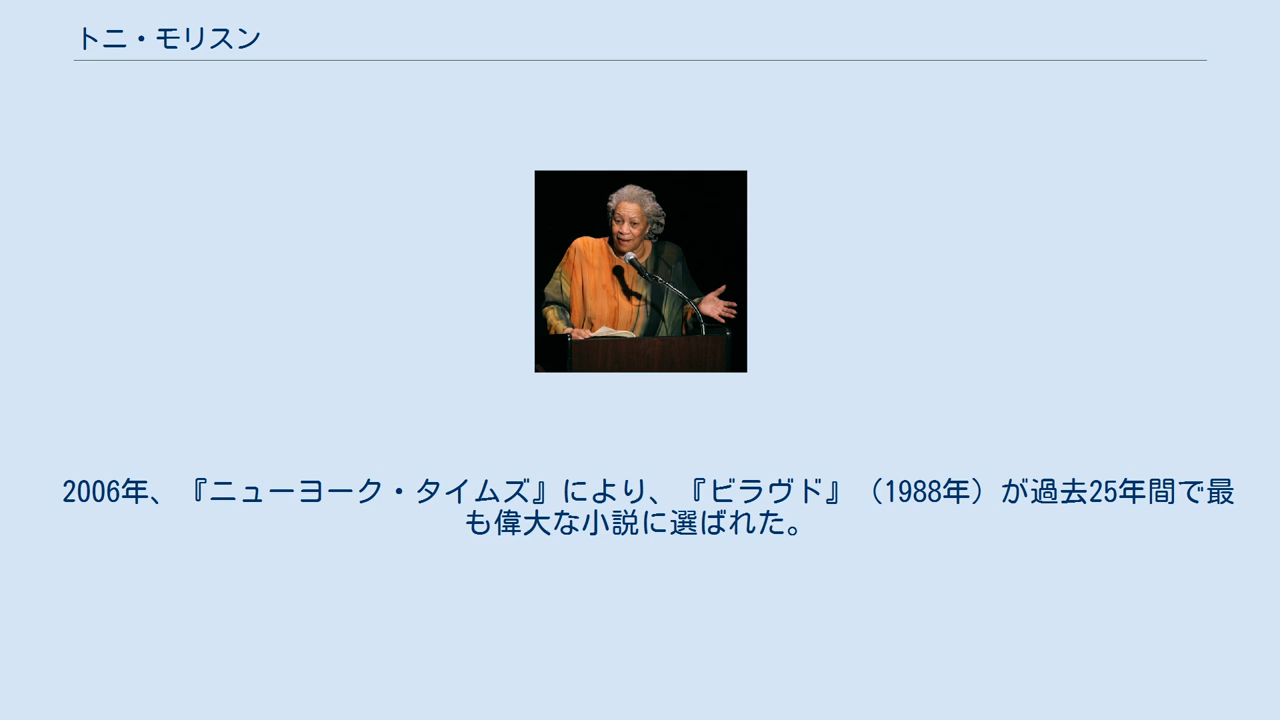 トニ・モリスン
2006年、『ニューヨーク・タイムズ』により、『ビラヴド』（1988年）が過去25年間で最
も偉大な小説に選ばれた。